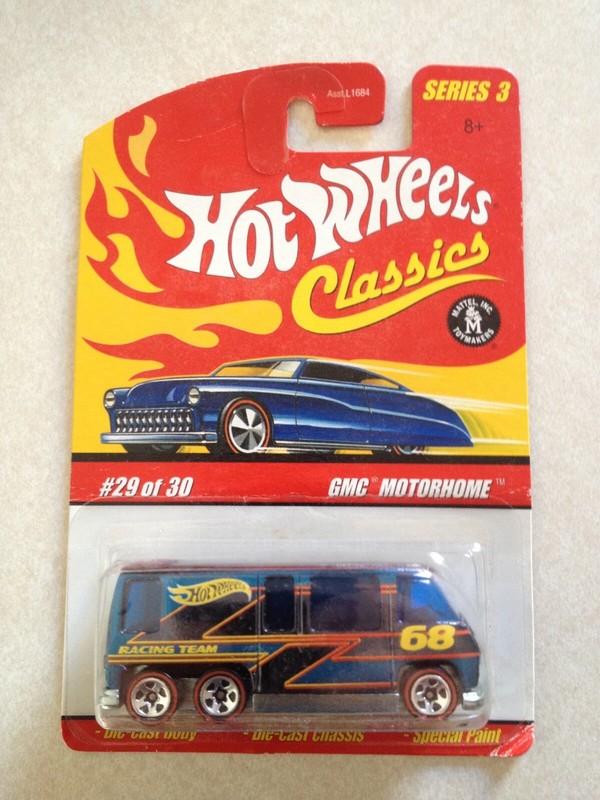 Asst.L1684
SERIES 3
8+
HOT WHEELS®
Classics
MATTEL, INC
M
TOYMAKERS
#29 of 30
GMC® MOTORHOME™
HOT WHEELS
RACING TEAM
68
- Die-Cast Body - Die-Cast Chassis - Special Paint